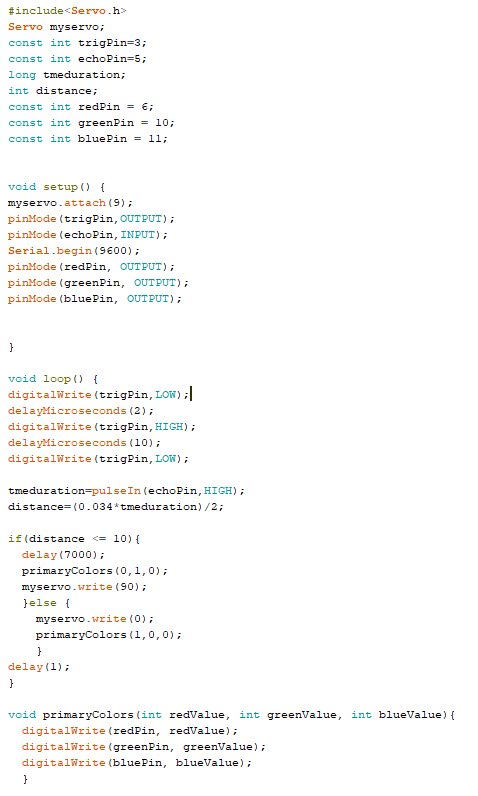 #include<Servo.h>
Servo myservo;
const int trigPin=3;
const int echoPin=5;
long tmeduration;
int distance;
const int redPin = 6;
const int greenPin = 10;
const int bluePin = 11;
void setup() {
myservo.attach(9);
pinMode(trigPin,OUTPUT);
pinMode(echoPin,INPUT);
Serial.begin(9600);
pinMode(redPin, OUTPUT);
pinMode(greenPin, OUTPUT);
pinMode(bluePin, OUTPUT);
}
void loop() {
digitalWrite(trigPin,LOW);
delayMicroseconds(2);
digitalWrite(trigPin,HIGH);
delayMicroseconds(10);
digitalWrite(trigPin,LOW);
tmeduration=pulseIn(echoPin,HIGH);
distance=(0.034*tmeduration)/2;
if(distance <= 10){
delay(7000);
primaryColors(0,1,0);
myservo.write(90);
}else {
myservo.write(0);
primaryColors(1,0,0);
}
delay(1);
}
void primaryColors(int redValue, int greenValue, int blueValue){
digitalWrite(redPin, redValue);
digitalWrite(greenPin, greenValue);
digitalWrite(bluePin, blueValue);
}